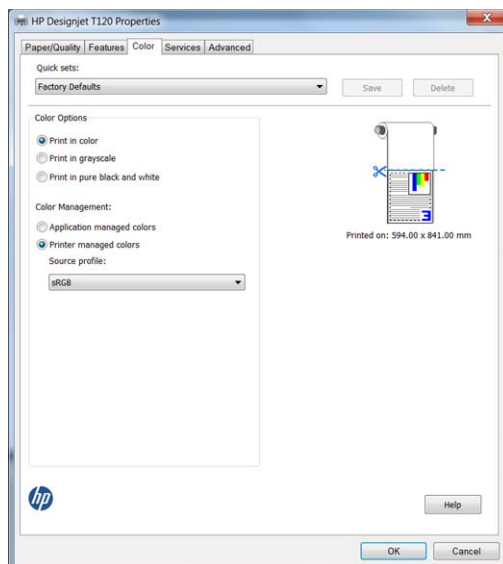 HP Designjet T120 Properties
Paper/Quality Features Color Services Advanced
Quick sets:
Factory Defaults Save Delete
Color Options
Print in color
Print in grayscale
Print in pure black and white
Color Management:
Application managed colors
Printer managed colors
Source profile:
sRGB
Printed on: 594.00 x 841.00 mm
hp
Help
OK Cancel